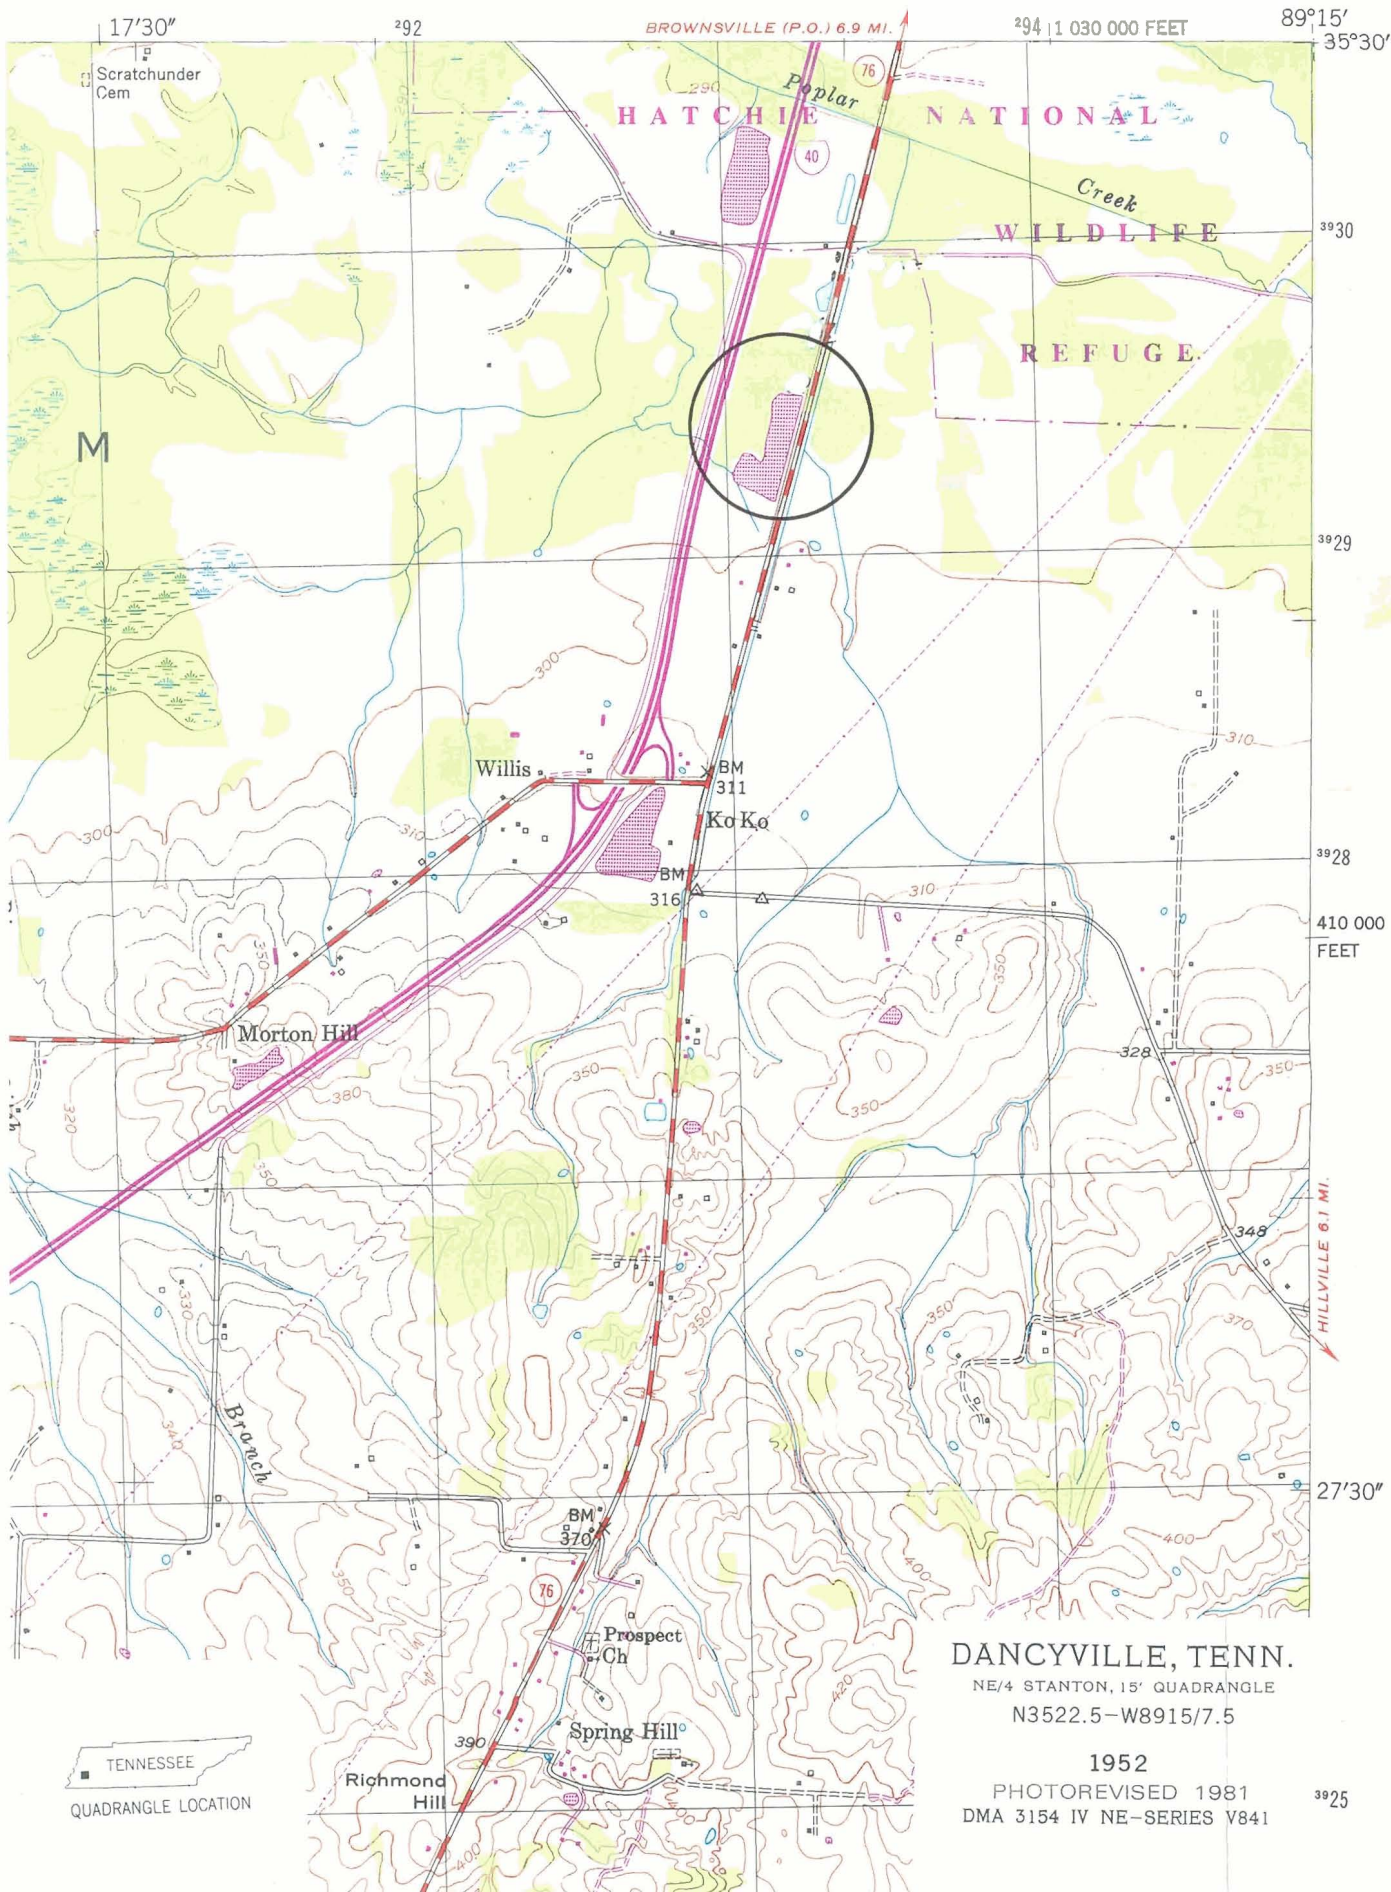 17'30"
²92
BROWNSVILLE (P.O.) 6.9 MI.
²94
1 030 000 FEET
89°15'
35°30'
Scratchunder
Cem
76
290
290
Poplar
HATCHIE NATIONAL
40
Creek
WILDLIFE
³⁹30
REFUGE
M
³⁹29
300
310
Willis
BM
311
Ko Ko
300
310
³⁹28
BM
316
310
410 000
FEET
350
350
Morton Hill
328
350
350
380
350
320
350
348
HILLVILLE 6.1 MI.
330
350
350
370
Branch
340
27'30"
BM
370
400
400
350
76
Prospect
Ch
DANCYVILLE, TENN.
NE/4 STANTON, 15' QUADRANGLE
N3522.5–W8915/7.5
420
390
Spring Hill
TENNESSEE
1952
Richmond
Hill
PHOTOREVISED 1981
QUADRANGLE LOCATION
400
³⁹25
DMA 3154 IV NE–SERIES V841
400